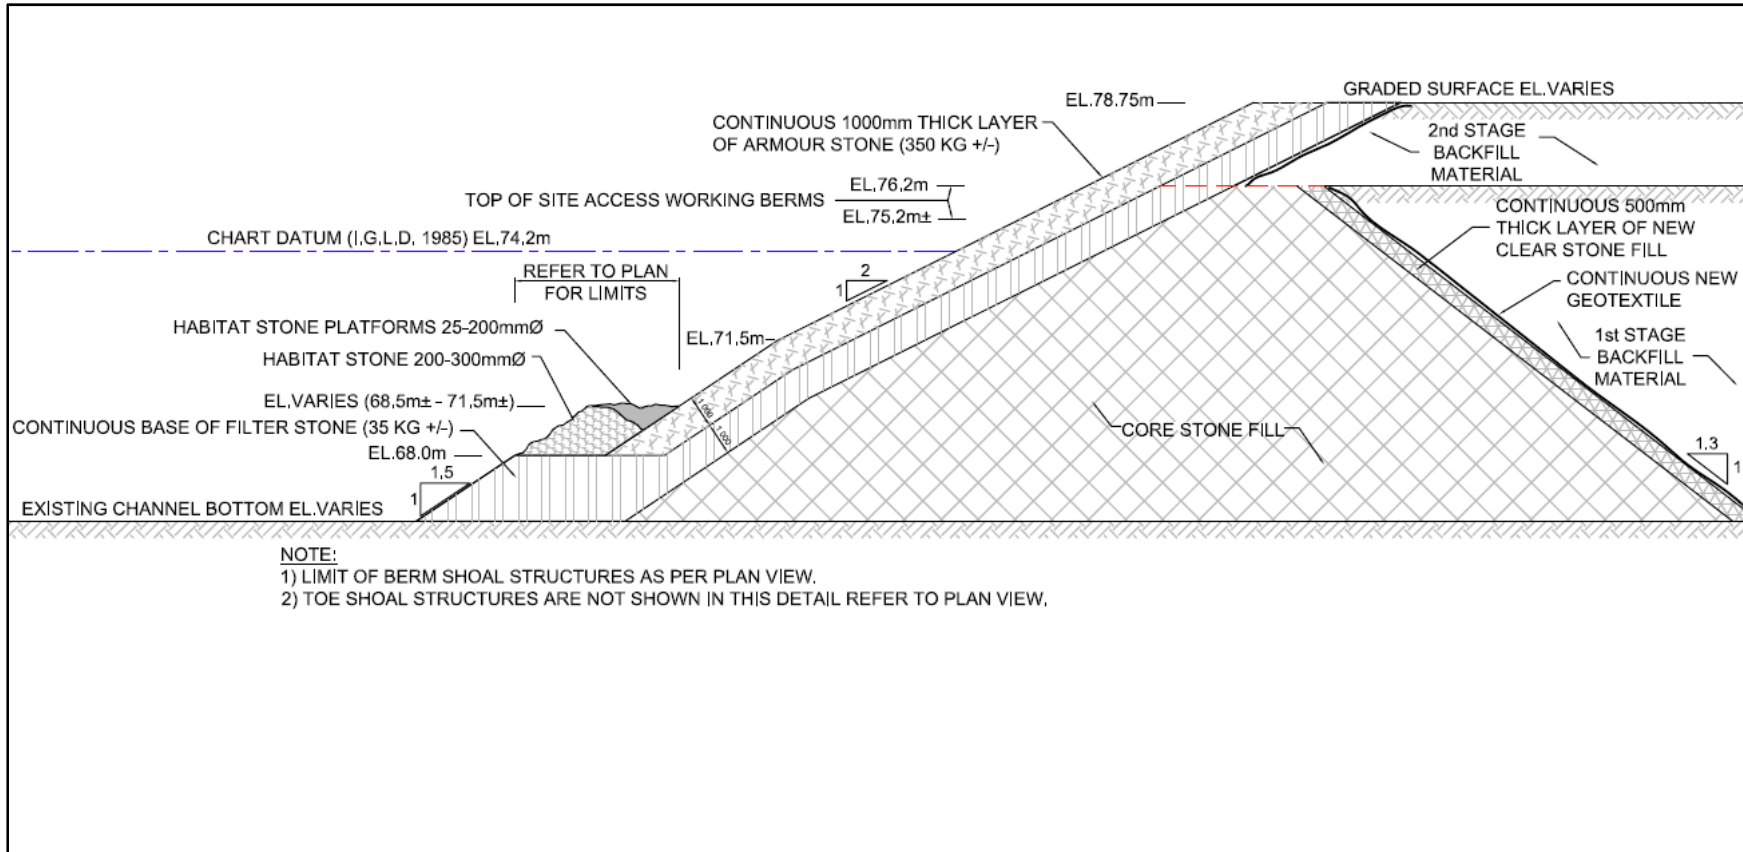 GRADED SURFACE EL.VARIES
EL.78.75m
CONTINUOUS 1000mm THICK LAYER
OF ARMOUR STONE (350 KG +/-)
2nd STAGE
BACKFILL
MATERIAL
TOP OF SITE ACCESS WORKING BERMS
EL.76.2m
EL.75.2m±
CONTINUOUS 500mm
THICK LAYER OF NEW
CLEAR STONE FILL
CHART DATUM (I.G.L.D. 1985) EL.74.2m
REFER TO PLAN
FOR LIMITS
2
1
CONTINUOUS NEW
GEOTEXTILE
HABITAT STONE PLATFORMS 25-200mmØ
EL.71.5m
1st STAGE
BACKFILL
MATERIAL
HABITAT STONE 200-300mmØ
EL.VARIES (68.5m± - 71.5m±)
1 000
1 000
CONTINUOUS BASE OF FILTER STONE (35 KG +/-)
CORE STONE FILL
EL.68.0m
1.5
1
1.3
1
EXISTING CHANNEL BOTTOM EL.VARIES
NOTE:
1) LIMIT OF BERM SHOAL STRUCTURES AS PER PLAN VIEW.
2) TOE SHOAL STRUCTURES ARE NOT SHOWN IN THIS DETAIL REFER TO PLAN VIEW.